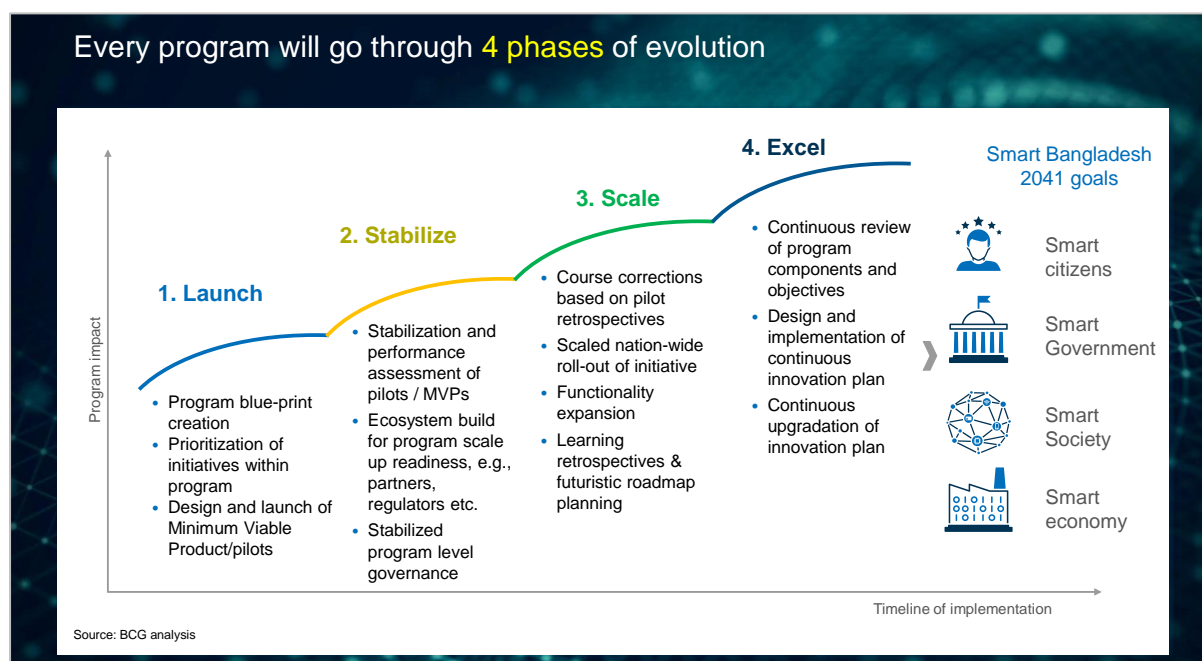 Every program will go through 4 phases of evolution
Program impact
1. Launch
• Program blue-print
creation
• Prioritization of
initiatives within
program
• Design and launch of
Minimum Viable
Product/pilots
2. Stabilize
• Stabilization and
performance
assessment of
pilots / MVPs
• Ecosystem build
for program scale
up readiness, e.g.,
partners,
regulators etc.
• Stabilized
program level
governance
3. Scale
• Course corrections
based on pilot
retrospectives
• Scaled nation-wide
roll-out of initiative
• Functionality
expansion
• Learning
retrospectives &
futuristic roadmap
planning
4. Excel
• Continuous review
of program
components and
objectives
• Design and
implementation of
continuous
innovation plan
• Continuous
upgradation of
innovation plan
Smart Bangladesh
2041 goals
Smart
citizens
Smart
Government
Smart
Society
Smart
economy
Timeline of implementation
Source: BCG analysis